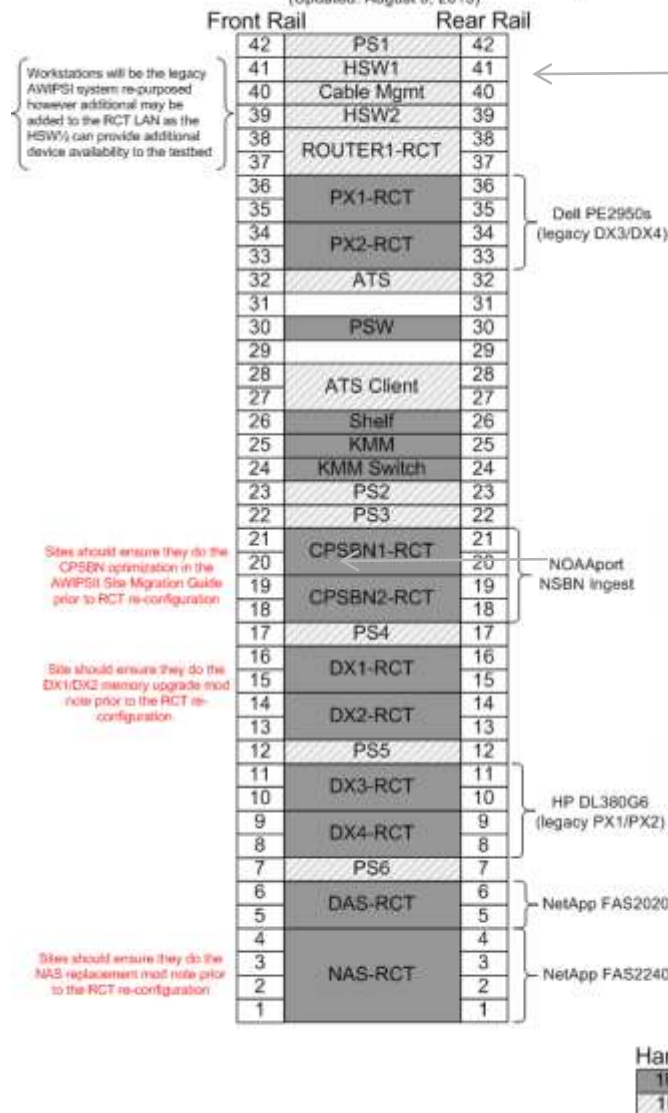 (Updated: August 9, 2013)
Front Rail Rear Rail
42 PS1 42
41 HSW1 41
40 Cable Mgmt 40
39 HSW2 39
38 38
ROUTER1-RCT
37 37
36 36
PX1-RCT
35 35
34 34
PX2-RCT
33 33
32 ATS 32
31 31
30 PSW 30
29 29
28 28
ATS Client
27 27
26 Shelf 26
25 KMM 25
24 KMM Switch 24
23 PS2 23
22 PS3 22
21 21
CPSBN1-RCT
20 20
19 19
CPSBN2-RCT
18 18
17 PS4 17
16 16
DX1-RCT
15 15
14 14
DX2-RCT
13 13
12 PS5 12
11 11
DX3-RCT
10 10
9 9
DX4-RCT
8 8
7 PS6 7
6 6
DAS-RCT
5 5
4 4
3 3
NAS-RCT
2 2
1 1
Workstations will be the legacy
AWIPSI system re-purposed
however additional may be
added to the RCT LAN as the
HSW½ can provide additional
device availability to the testbed
Dell PE2950s
(legacy DX3/DX4)
Sites should ensure they do the
CPSBN optimization in the
AWIPSII Site Migration Guide
prior to RCT re-configuration
NOAAport
NSBN Ingest
Site should ensure they do the
DX1/DX2 memory upgrade mod
note prior to the RCT re-
configuration
HP DL380G6
(legacy PX1/PX2)
NetApp FAS2020
Sites should ensure they do the
NAS replacement mod note prior
to the RCT re-configuration
NetApp FAS2240